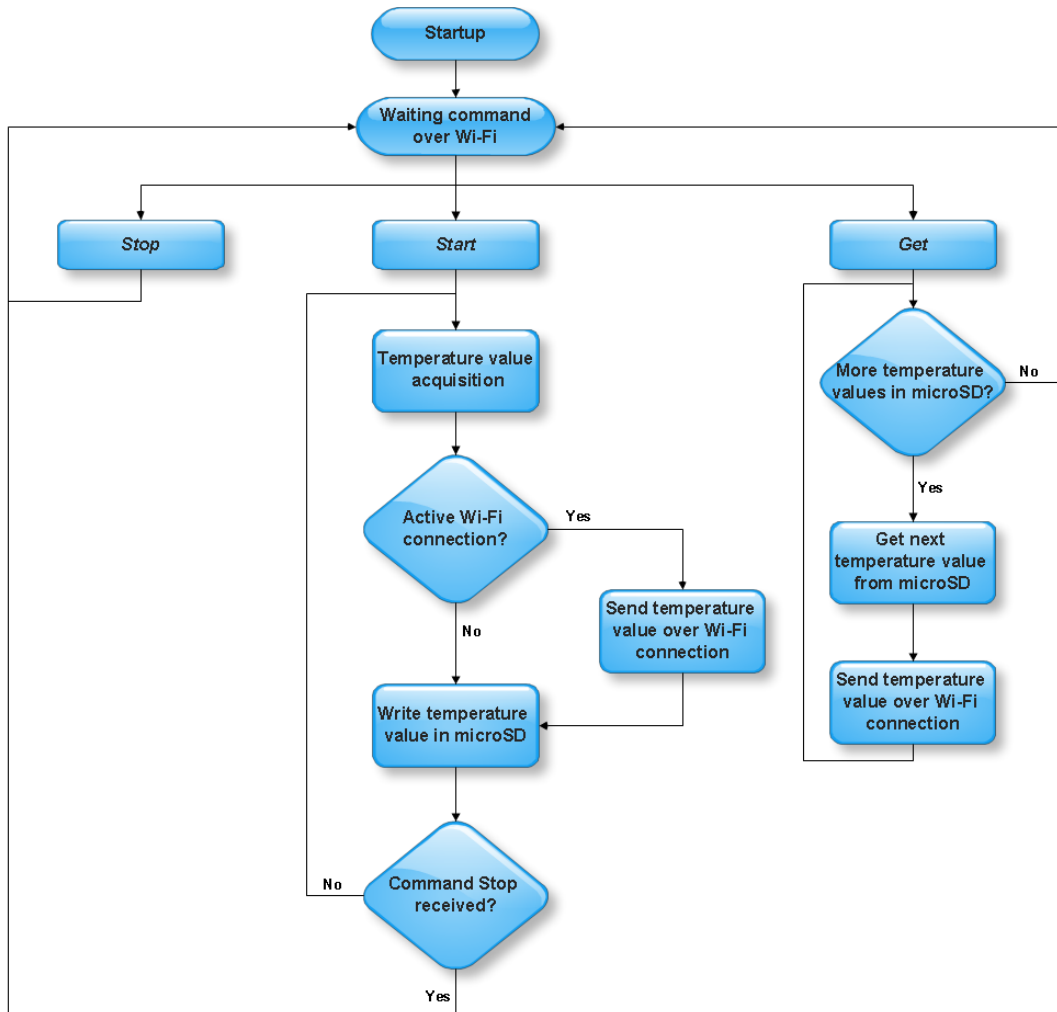 Startup
Waiting command
over Wi-Fi
Stop
Start
Get
Temperature value
acquisition
More temperature
values in microSD?
No
Yes
Active Wi-Fi
connection?
Yes
No
Get next
temperature value
from microSD
Send temperature
value over Wi-Fi
connection
Send temperature
value over Wi-Fi
connection
Write temperature
value in microSD
Command Stop
received?
No
Yes